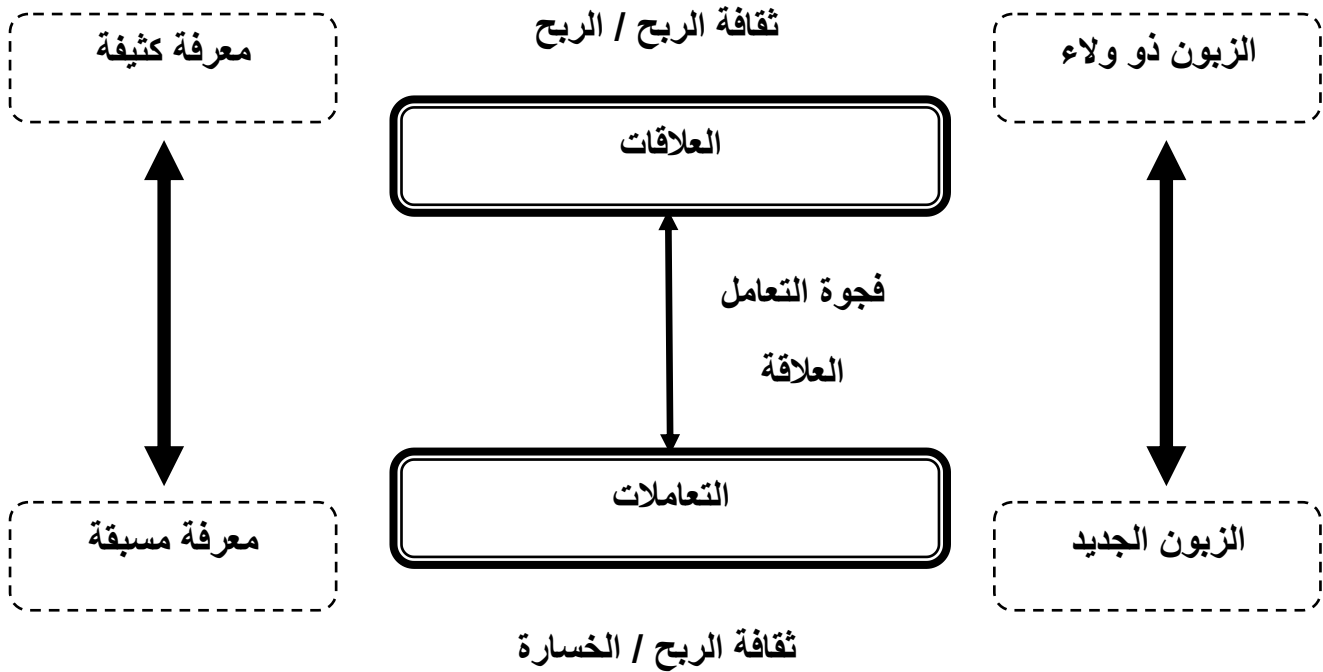 ثقافة الربح / الربح
الزبون ذو ولاء
معرفة كثيفة
العلاقات
فجوة التعامل
العلاقة
التعاملات
الزبون الجديد
معرفة مسبقة
ثقافة الربح / الخسارة